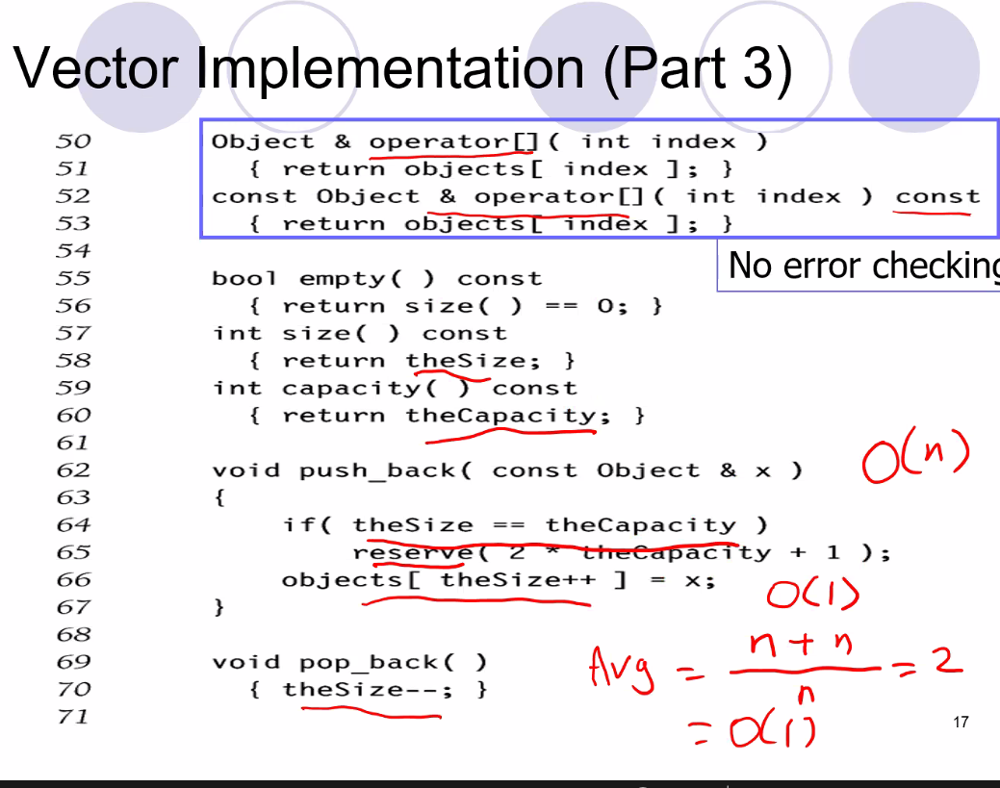 Vector Implementation (Part 3)
50 Object & operator[]( int index )
51 { return objects[ index ]; }
52 const Object & operator[]( int index ) const
53 { return objects[ index ]; }
54
No error checking
55 bool empty( ) const
56 { return size( ) == 0; }
57 int size( ) const
58 { return theSize; }
59 int capacity( ) const
60 { return theCapacity; }
61
O(n)
62 void push_back( const Object & x )
63 {
64 if( theSize == theCapacity )
65 reserve( 2 * theCapacity + 1 );
66 objects[ theSize++ ] = x;
O(1)
67 }
68
69 void pop_back( )
70 { theSize--; }
71
Avg = n + n / n = 2
= O(1)
17